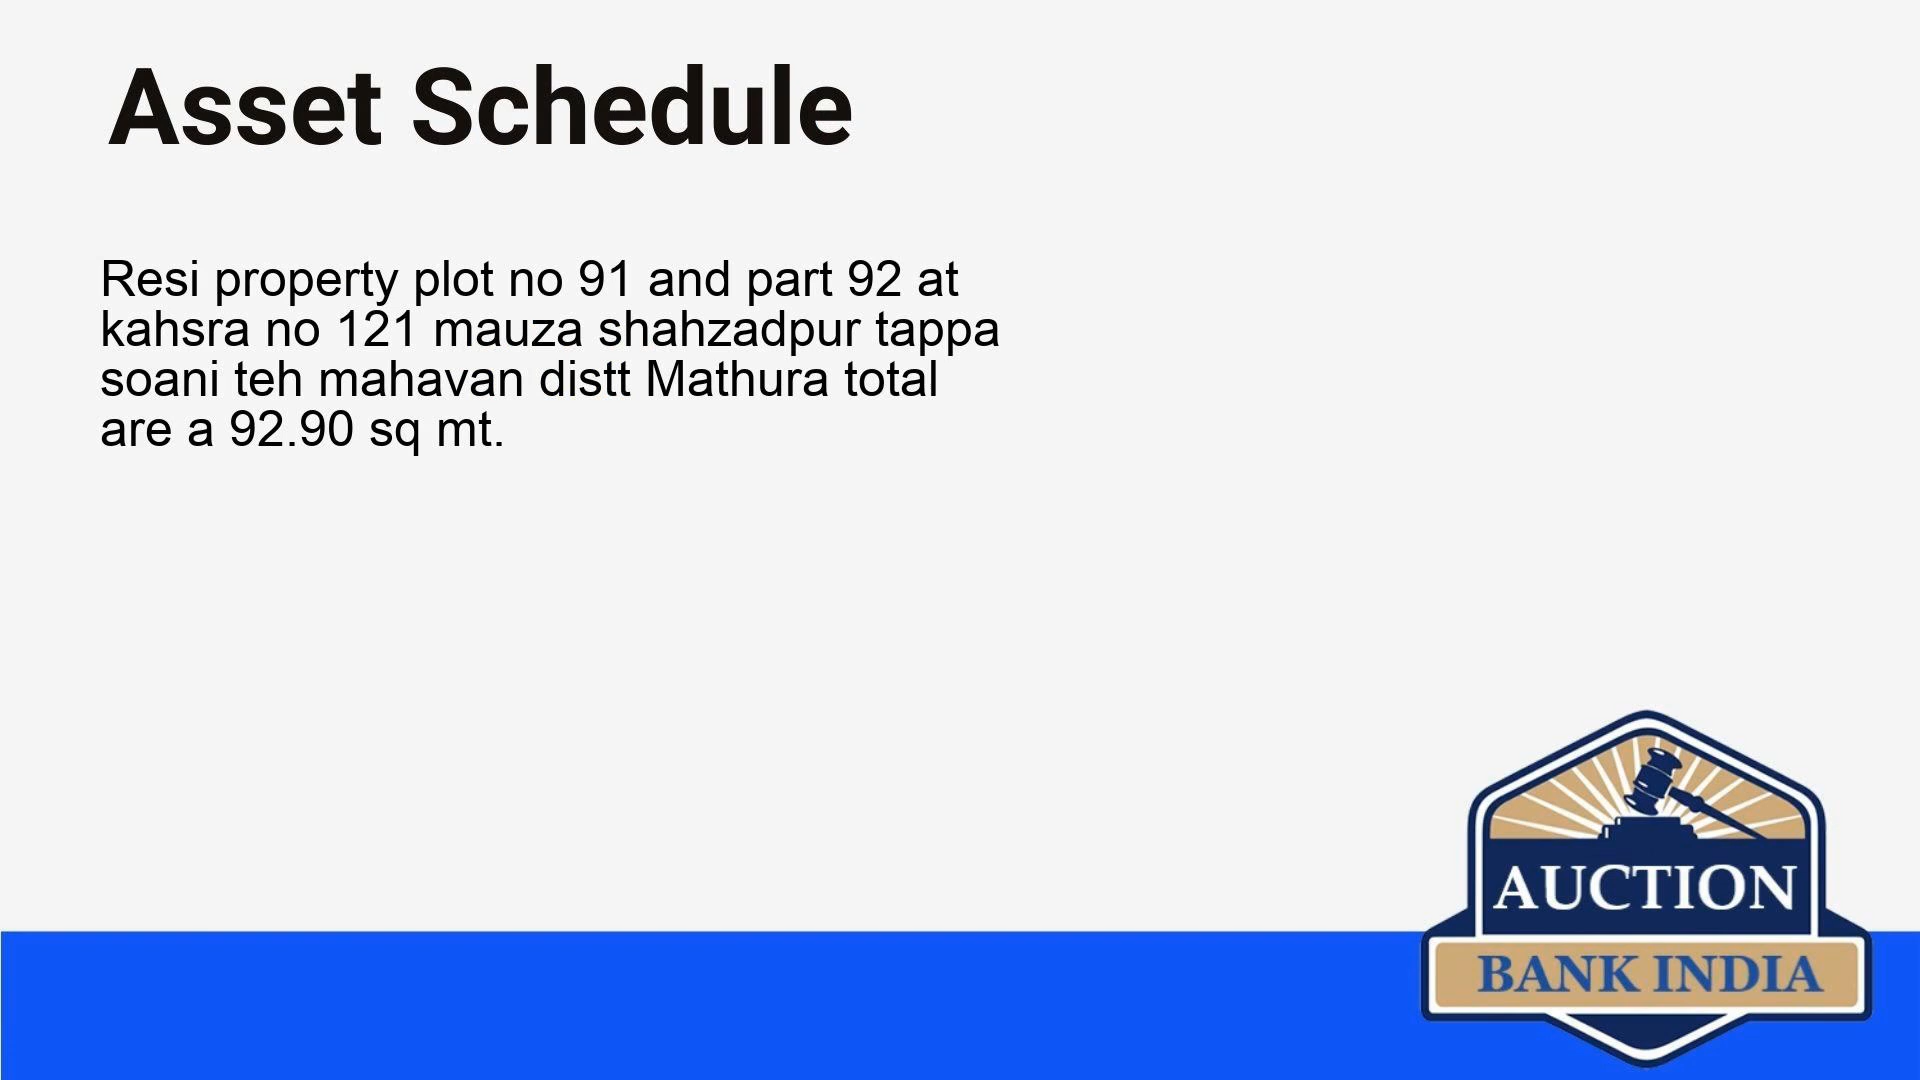 Asset Schedule
Resi property plot no 91 and part 92 at
kahsra no 121 mauza shahzadpur tappa
soani teh mahavan distt Mathura total
are a 92.90 sq mt.
AUCTION
BANK INDIA